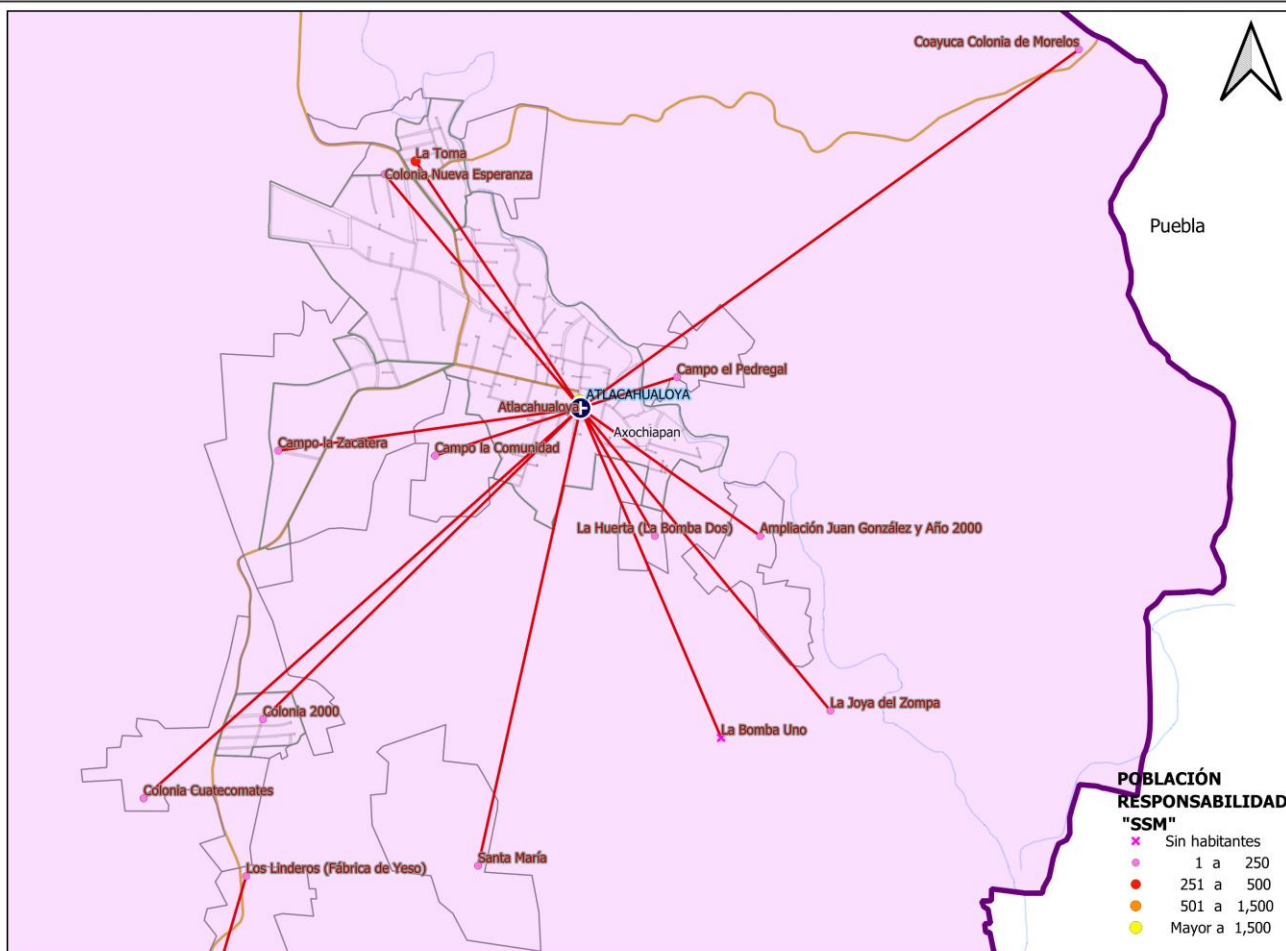 Coayuca Colonia de Morelos
La Toma
Colonia Nueva Esperanza
Puebla
Campo el Pedregal
ATLACAHUALOYA
Atlacahualoya
Axochiapan
Campo la Zacatera
Campo la Comunidad
La Huerta (La Bomba Dos)
Ampliación Juan González y Año 2000
La Joya del Zompa
Colonia 2000
La Bomba Uno
Colonia Cuatecomates
Santa María
Los Linderos (Fábrica de Yeso)
POBLACIÓN
RESPONSABILIDAD
"SSM"
Sin habitantes
1 a 250
251 a 500
501 a 1,500
Mayor a 1,500